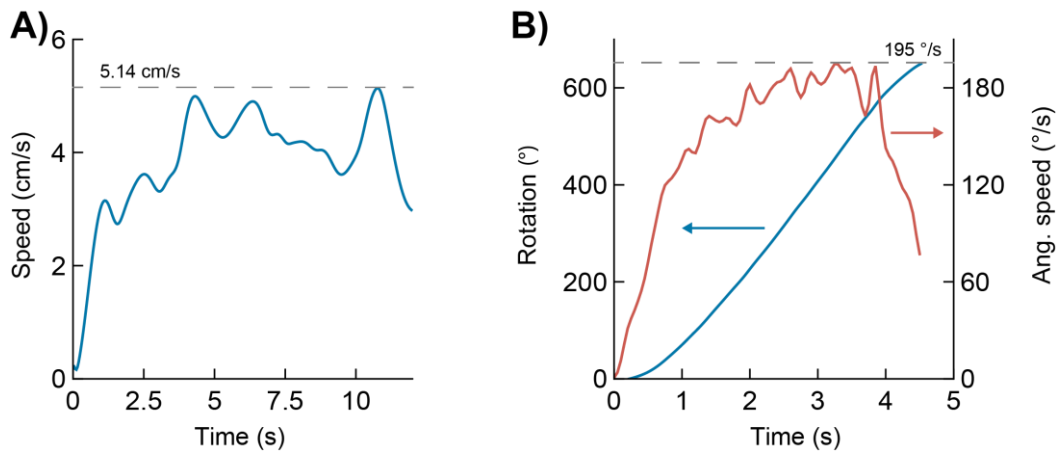 A)
Speed (cm/s)
6
4
2
0
5.14 cm/s
0 2.5 5 7.5 10
Time (s)
B)
Rotation (°)
600
400
200
0
195 °/s
180
120
60
0
Ang. speed (°/s)
0 1 2 3 4 5
Time (s)